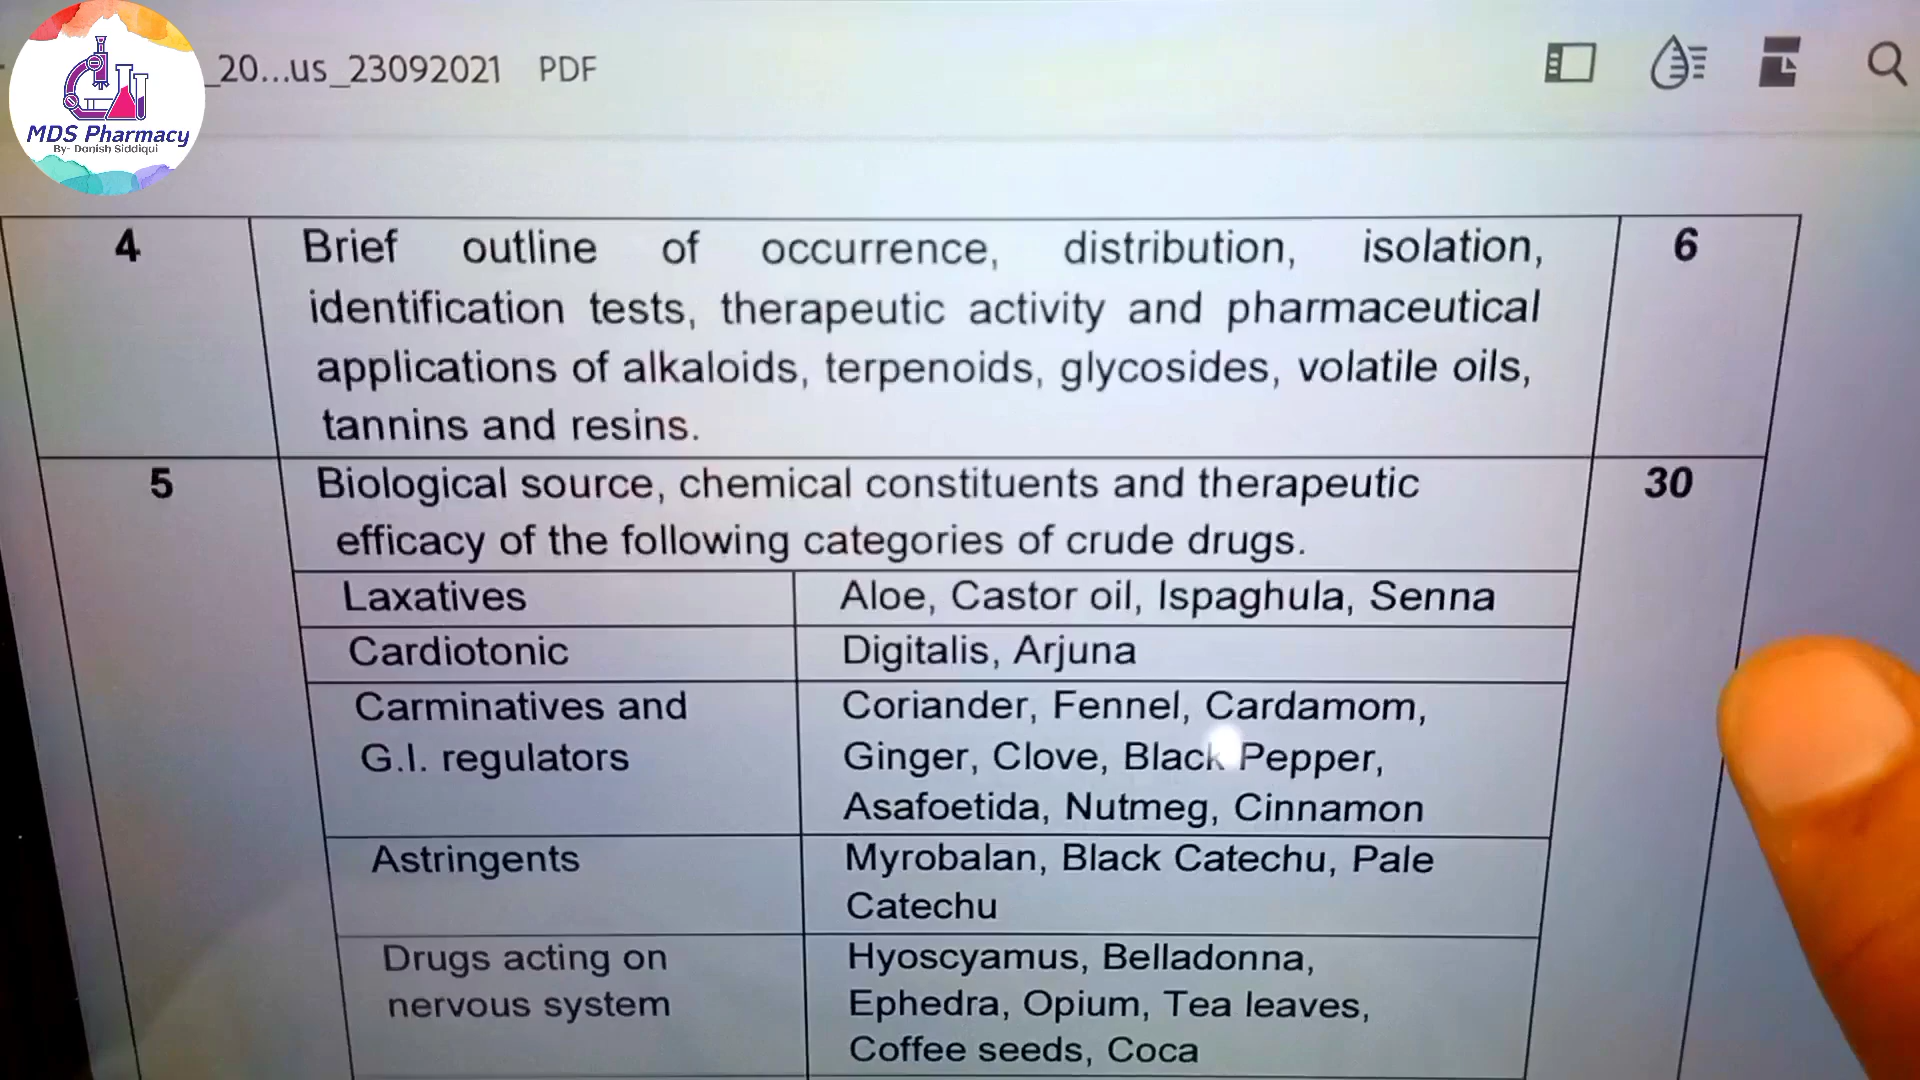 _20...us_23092021 PDF
MDS Pharmacy
By- Danish Siddiqui
4 Brief outline of occurrence, distribution, isolation, 6
identification tests, therapeutic activity and pharmaceutical
applications of alkaloids, terpenoids, glycosides, volatile oils,
tannins and resins.
5 Biological source, chemical constituents and therapeutic 30
efficacy of the following categories of crude drugs.
Laxatives Aloe, Castor oil, Ispaghula, Senna
Cardiotonic Digitalis, Arjuna
Carminatives and Coriander, Fennel, Cardamom,
G.I. regulators Ginger, Clove, Black Pepper,
Asafoetida, Nutmeg, Cinnamon
Astringents Myrobalan, Black Catechu, Pale
Catechu
Drugs acting on Hyoscyamus, Belladonna,
nervous system Ephedra, Opium, Tea leaves,
Coffee seeds, Coca